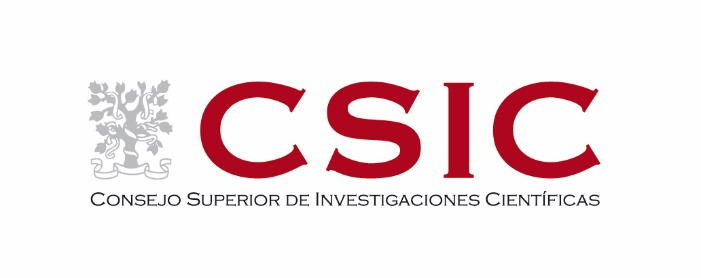 CSIC
CONSEJO SUPERIOR DE INVESTIGACIONES CIENTÍFICAS